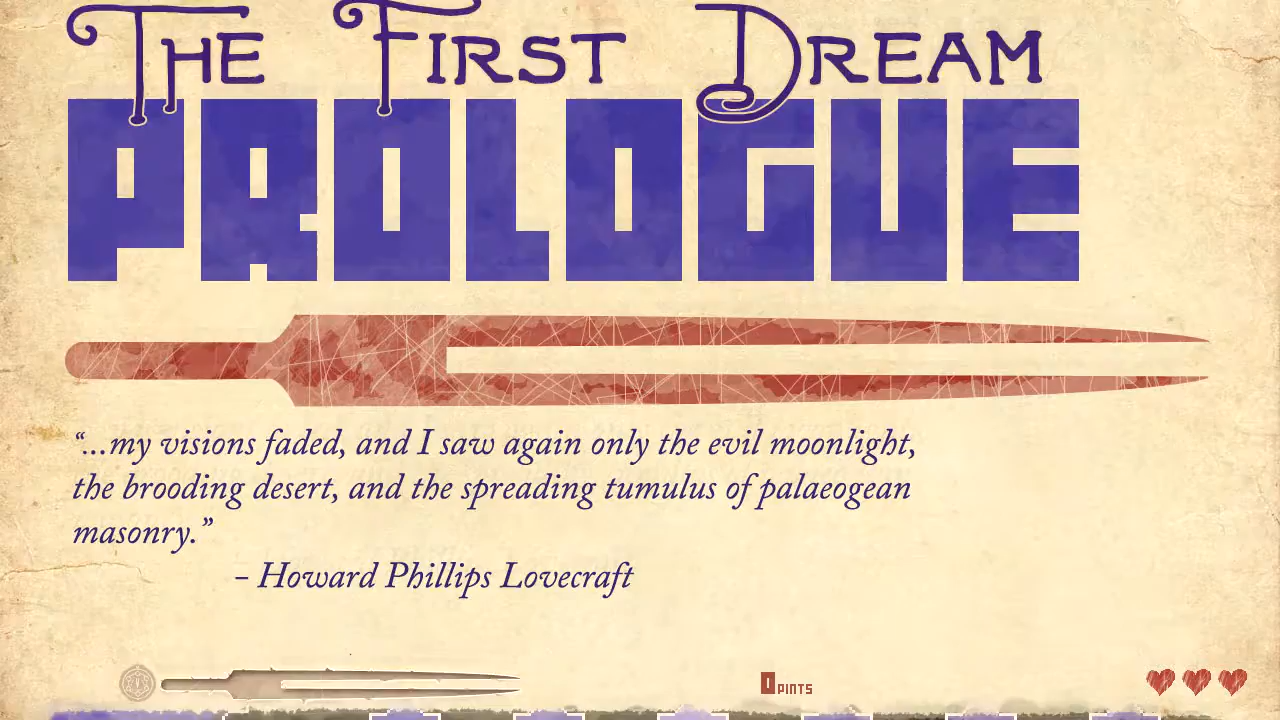 The First Dream
PROLOGUE
“...my visions faded, and I saw again only the evil moonlight,
the brooding desert, and the spreading tumulus of palaeogean
masonry.”
– Howard Phillips Lovecraft
0 PINTS